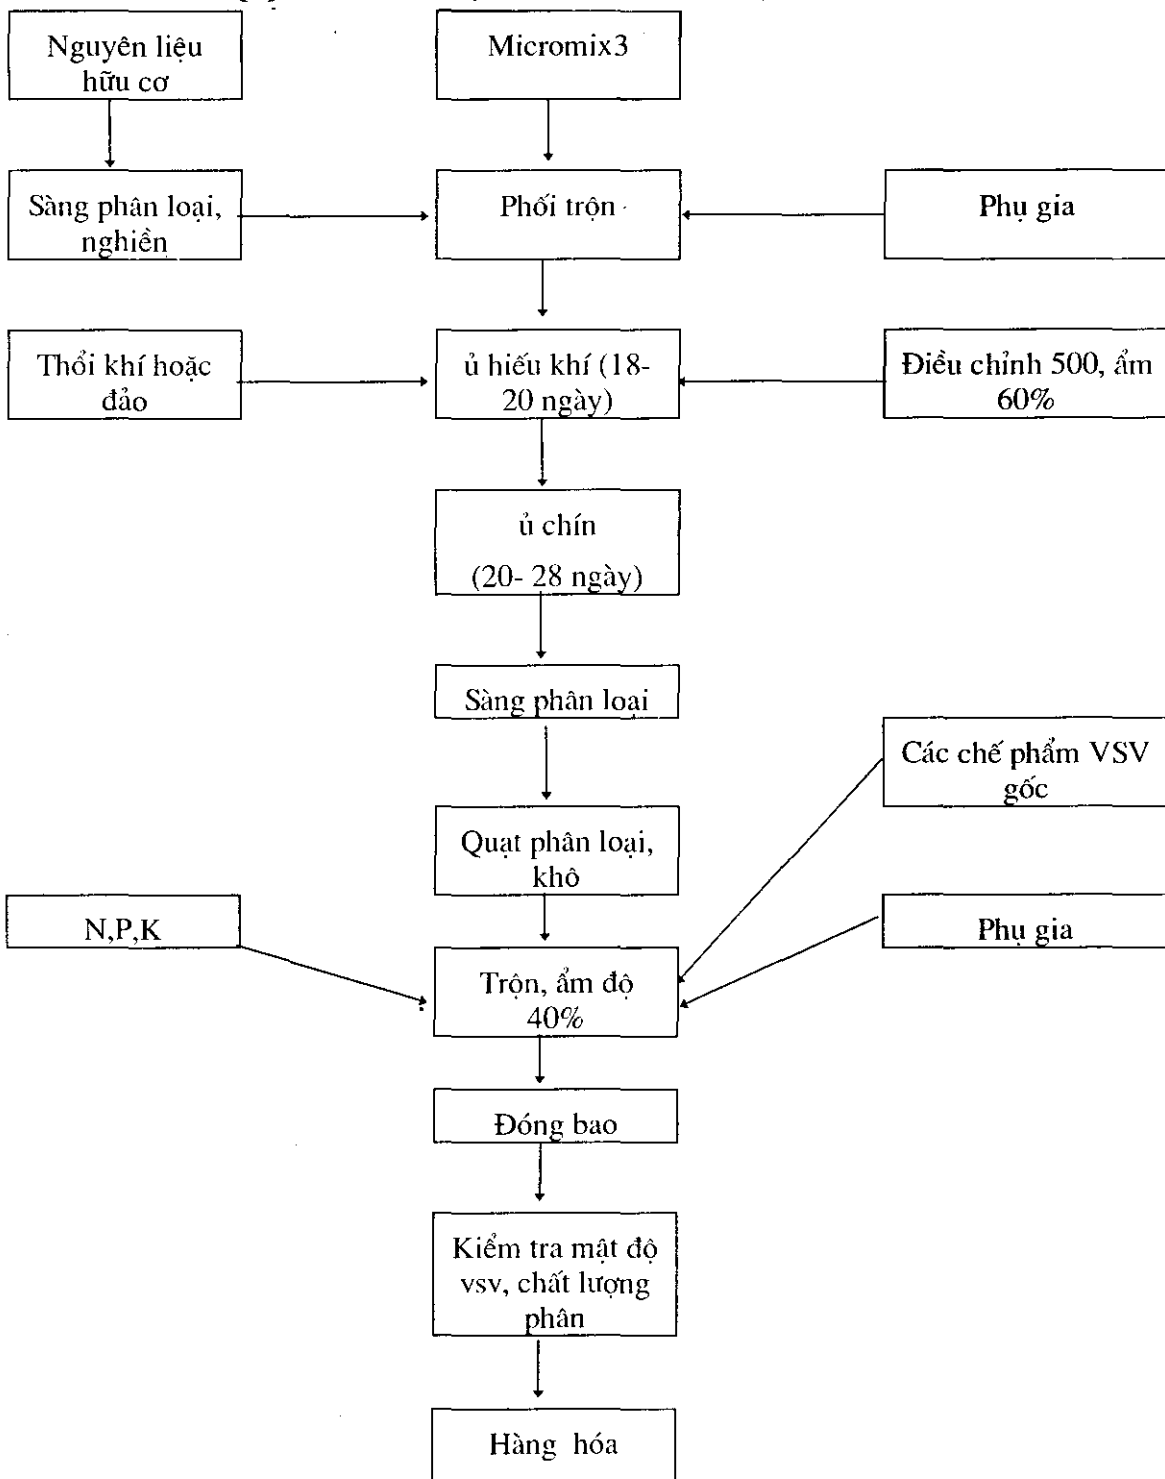 Nguyên liệu
hữu cơ
Micromix3
Sàng phân loại,
nghiền
Phối trộn
Phụ gia
Thổi khí hoặc
đảo
ủ hiếu khí (18-
20 ngày)
Điều chỉnh 500, ẩm
60%
ủ chín
(20- 28 ngày)
Sàng phân loại
Các chế phẩm VSV
gốc
Quạt phân loại,
khô
N,P,K
Phụ gia
Trộn, ẩm độ
40%
Đóng bao
Kiểm tra mật độ
vsv, chất lượng
phân
Hàng hóa